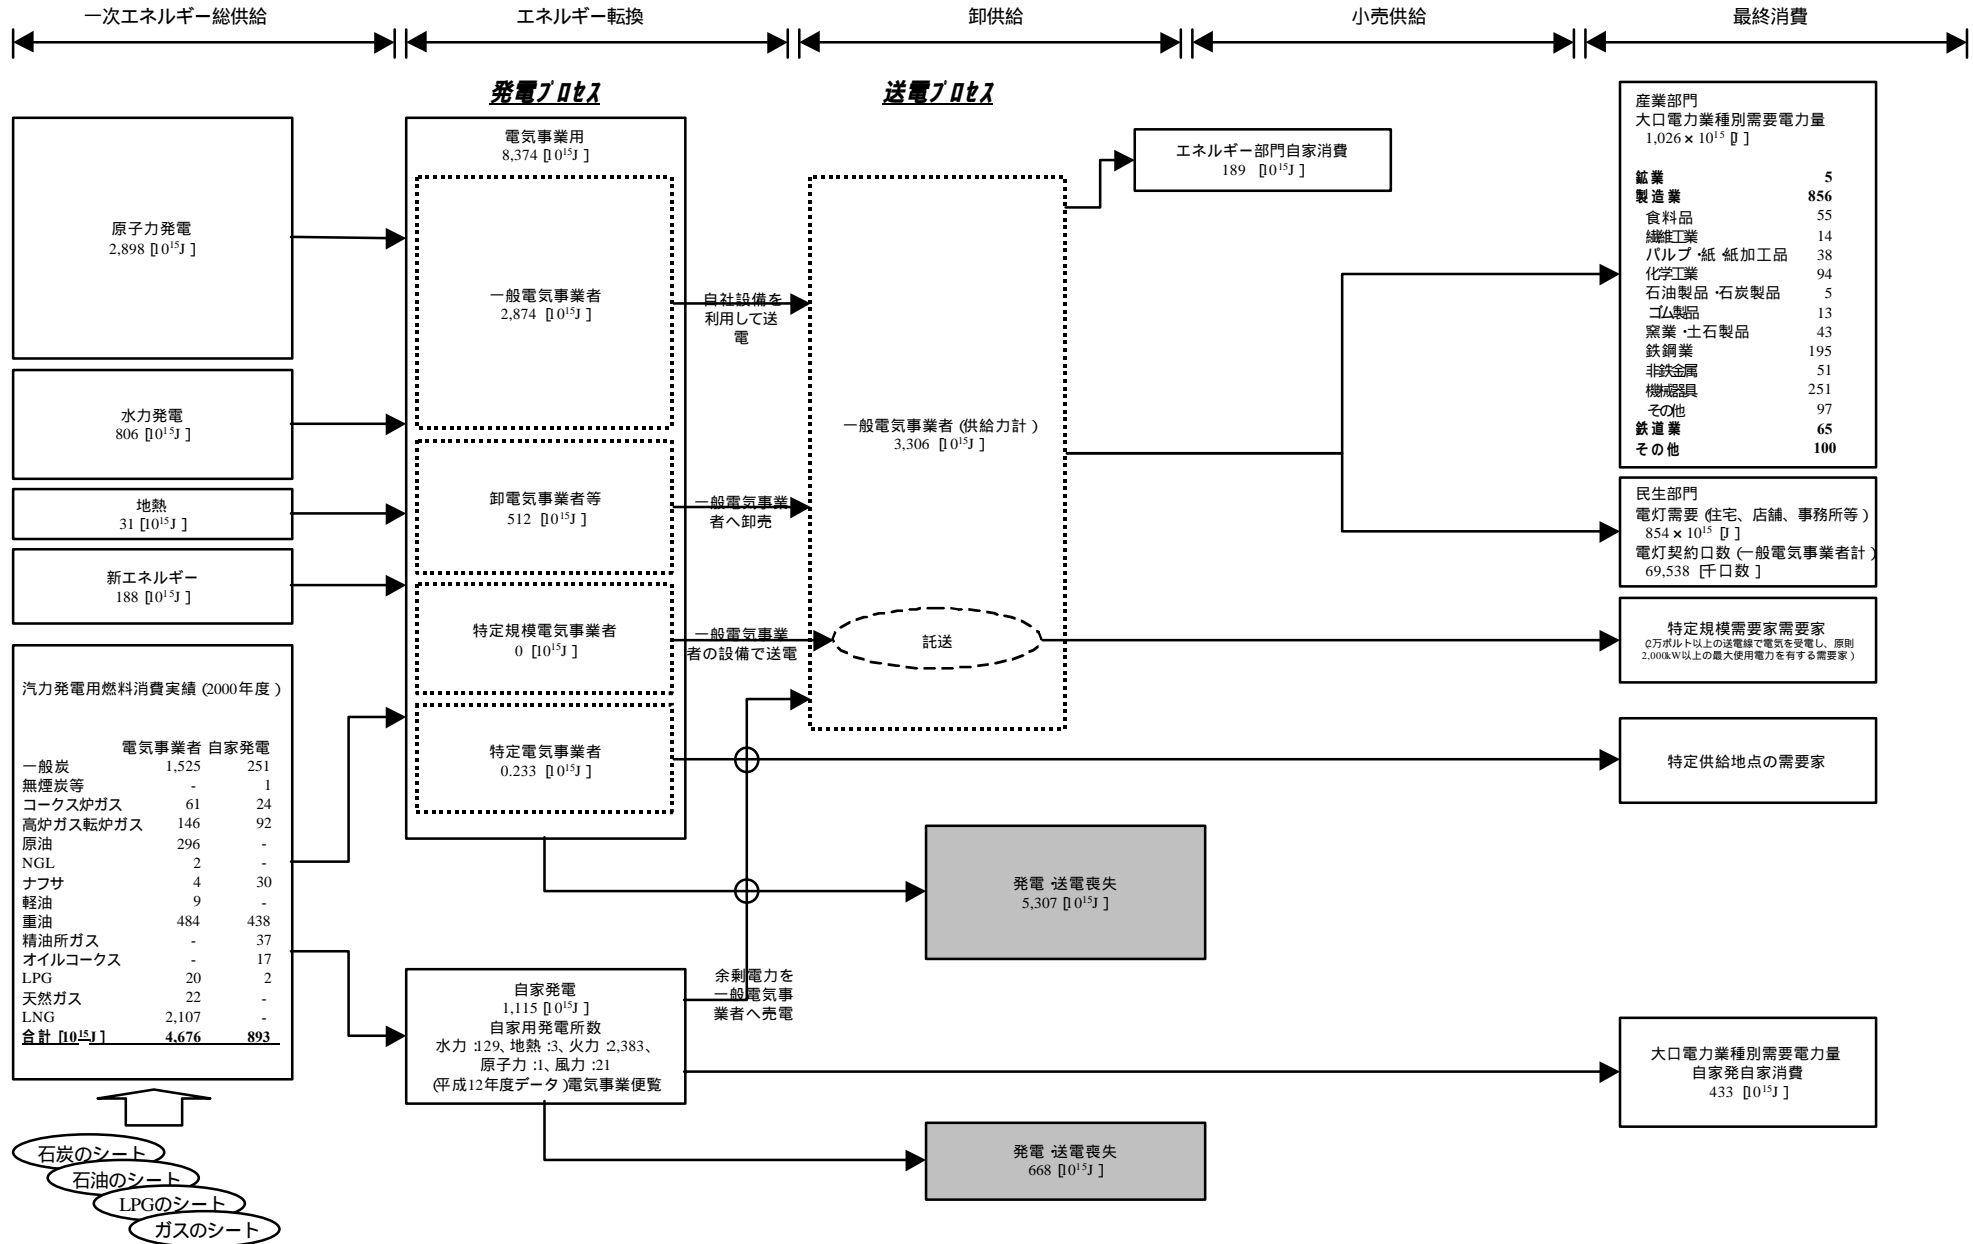 一次エネルギー総供給
エネルギー転換
卸供給
小売供給
最終消費
発電プロセス
送電プロセス
原子力発電
2,898 [10¹⁵J]
水力発電
806 [10¹⁵J]
地熱
31 [10¹⁵J]
新エネルギー
188 [10¹⁵J]
汽力発電用燃料消費実績(2000年度)
電気事業者 自家発電
一般炭 1,525 251
無煙炭等 - 1
コークス炉ガス 61 24
高炉ガス転炉ガス 146 92
原油 296 -
NGL 2 -
ナフサ 4 30
軽油 9 -
重油 484 438
精油所ガス - 37
オイルコークス - 17
LPG 20 2
天然ガス 22 -
LNG 2,107 -
合計 [10¹⁵J] 4,676 893
石炭のシート
石油のシート
LPGのシート
ガスのシート
電気事業用
8,374 [10¹⁵J]
一般電気事業者
2,874 [10¹⁵J]
卸電気事業者等
512 [10¹⁵J]
特定規模電気事業者
0 [10¹⁵J]
特定電気事業者
0.233 [10¹⁵J]
自家発電
1,115 [10¹⁵J]
自家用発電所数
水力:129、地熱:3、火力:2,383、
原子力:1、風力:21
(平成12年度データ)電気事業便覧
自社設備を
利用して送
電
一般電気事業
者へ卸売
一般電気事業
者の設備で送電
余剰電力を
一般電気事
業者へ売電
一般電気事業者(供給力計)
3,306 [10¹⁵J]
託送
エネルギー部門自家消費
189 [10¹⁵J]
発電・送電喪失
5,307 [10¹⁵J]
発電・送電喪失
668 [10¹⁵J]
産業部門
大口電力業種別需要電力量
1,026×10¹⁵ [J]
鉱業 5
製造業 856
食料品 55
繊維工業 14
パルプ・紙・紙加工品 38
化学工業 94
石油製品・石炭製品 5
ゴム製品 13
窯業・土石製品 43
鉄鋼業 195
非鉄金属 51
機械器具 251
その他 97
鉄道業 65
その他 100
民生部門
電灯需要(住宅、店舗、事務所等)
854×10¹⁵ [J]
電灯契約口数(一般電気事業者計)
69,538 [千口数]
特定規模需要家需要家
(2万ボルト以上の送電線で電気を受電し、原則
2,000kW以上の最大使用電力を有する需要家)
特定供給地点の需要家
大口電力業種別需要電力量
自家発自家消費
433 [10¹⁵J]